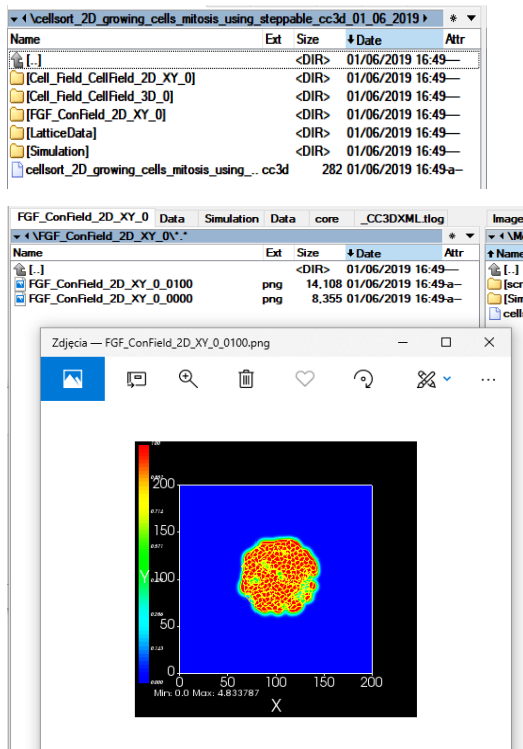 \cellsort_2D_growing_cells_mitosis_using_steppable_cc3d_01_06_2019 * 
Name Ext Size Date Attr
[..] <DIR> 01/06/2019 16:49—
[Cell_Field_CellField_2D_XY_0] <DIR> 01/06/2019 16:49—
[Cell_Field_CellField_3D_0] <DIR> 01/06/2019 16:49—
[FGF_ConField_2D_XY_0] <DIR> 01/06/2019 16:49—
[LatticeData] <DIR> 01/06/2019 16:49—
[Simulation] <DIR> 01/06/2019 16:49—
cellsort_2D_growing_cells_mitosis_using_.. cc3d 282 01/06/2019 16:49-a--
FGF_ConField_2D_XY_0 Data Simulation Data core _CC3DXML.tlog Image
\FGF_ConField_2D_XY_0\*.* * \M
Name Ext Size Date Attr Name
[..] <DIR> 01/06/2019 16:49— [..]
FGF_ConField_2D_XY_0_0100 png 14,108 01/06/2019 16:49-a-- [scr
FGF_ConField_2D_XY_0_0000 png 8,355 01/06/2019 16:49-a-- [Sim
cells
Zdjęcia — FGF_ConField_2D_XY_0_0100.png
200
150
Y 100
50
0
0 50 100 150 200
Min: 0.0 Max: 4.833787
X